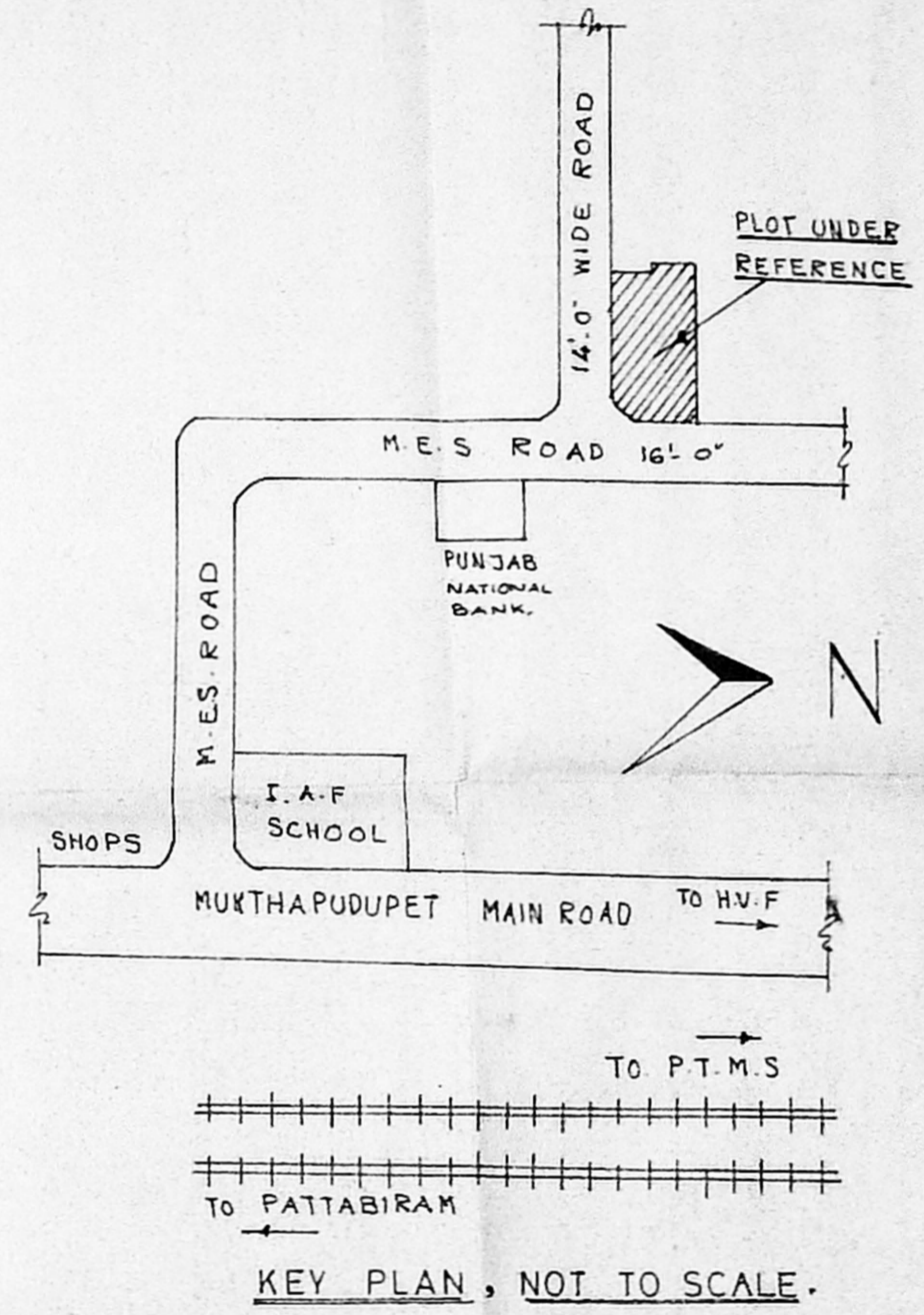 14'.0" WIDE ROAD
PLOT UNDER
REFERENCE
M.E.S ROAD 16'-0"
PUNJAB
NATIONAL
BANK.
M.ES. ROAD
N
I.A.F
SCHOOL
SHOPS
MUKTHAPUDUPET MAIN ROAD
TO H.V.F
TO P.T.M.S
TO PATTABIRAM
KEY PLAN, NOT TO SCALE.